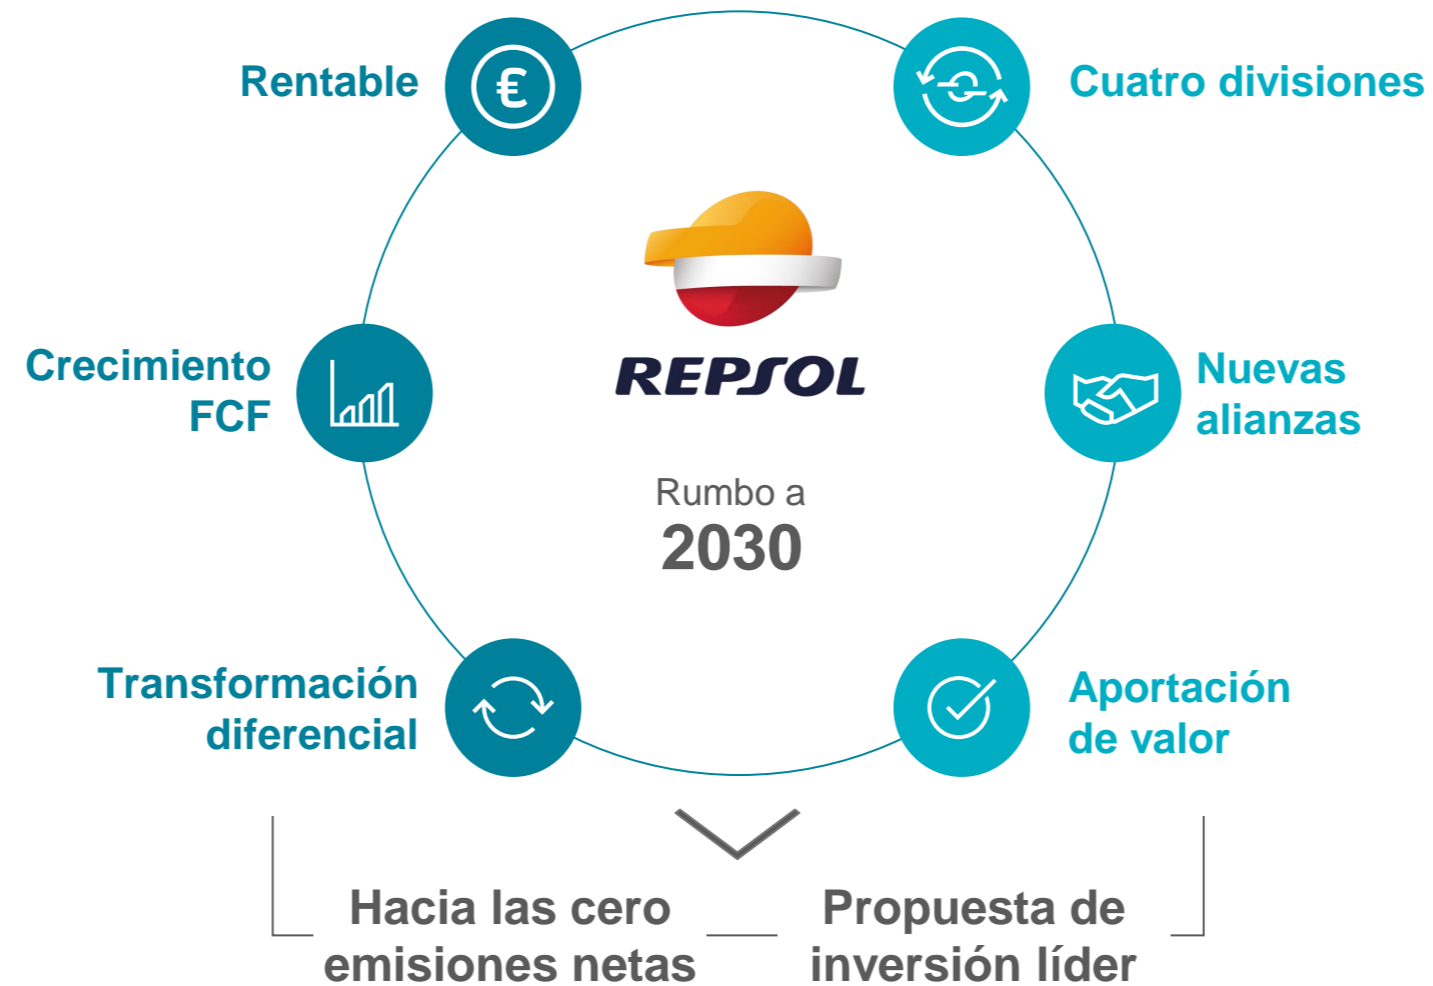 Rentable
€
Cuatro divisiones
REPSOL
Crecimiento
FCF
Nuevas
alianzas
Rumbo a
2030
Transformación
diferencial
Aportación
de valor
Hacia las cero
emisiones netas
Propuesta de
inversión líder